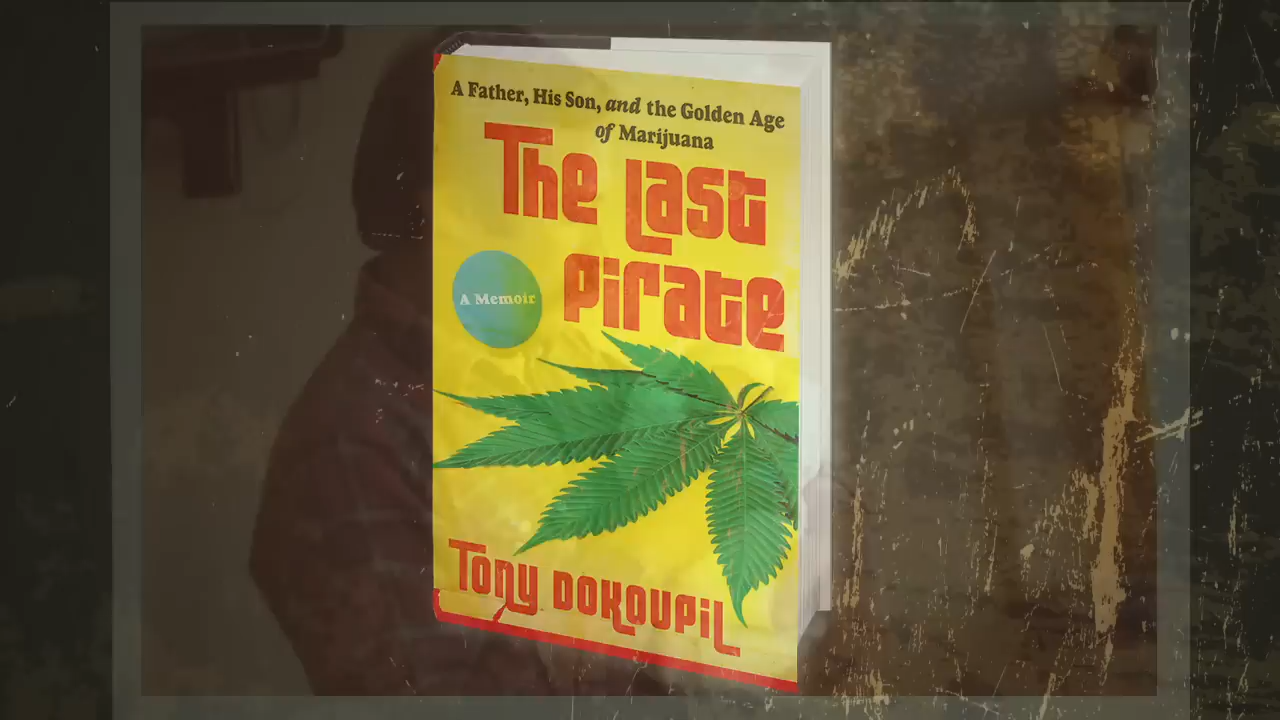 A Father, His Son, and the Golden Age
of Marijuana
The Last
Pirate
A Memoir
Tony Dokoupil